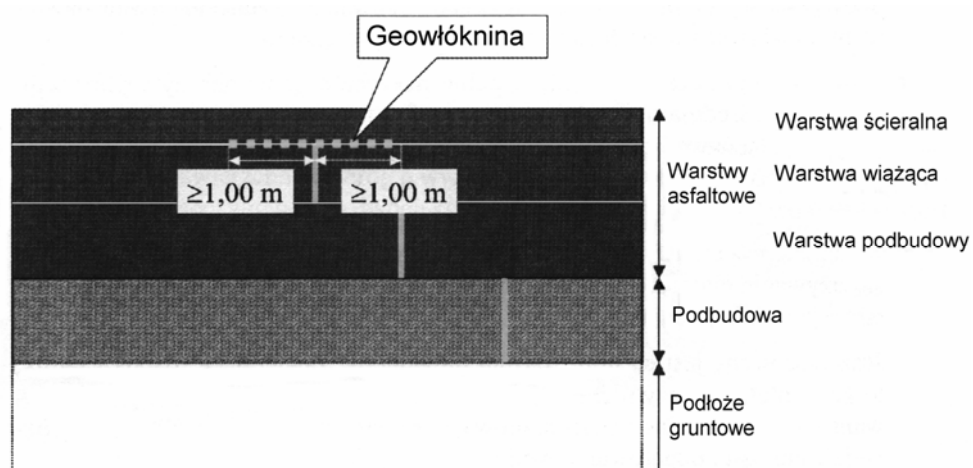 Geowłóknina
Warstwa ścieralna
Warstwy
asfaltowe
Warstwa wiążąca
≥1,00 m
≥1,00 m
Warstwa podbudowy
Podbudowa
Podłoże
gruntowe